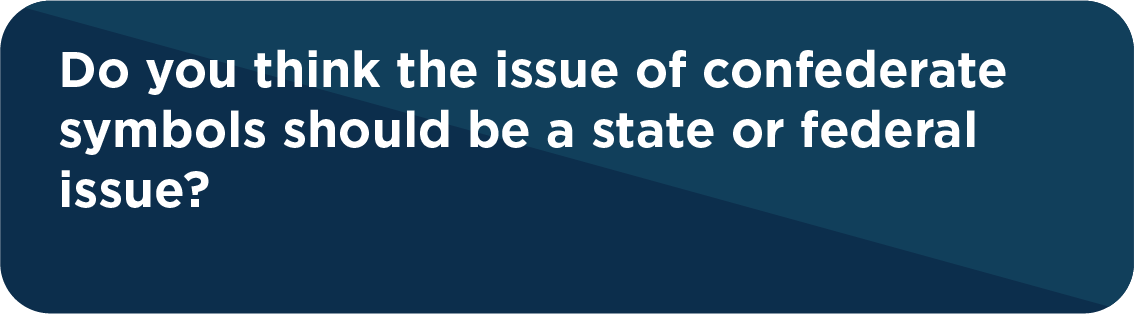 Do you think the issue of confederate
symbols should be a state or federal
issue?